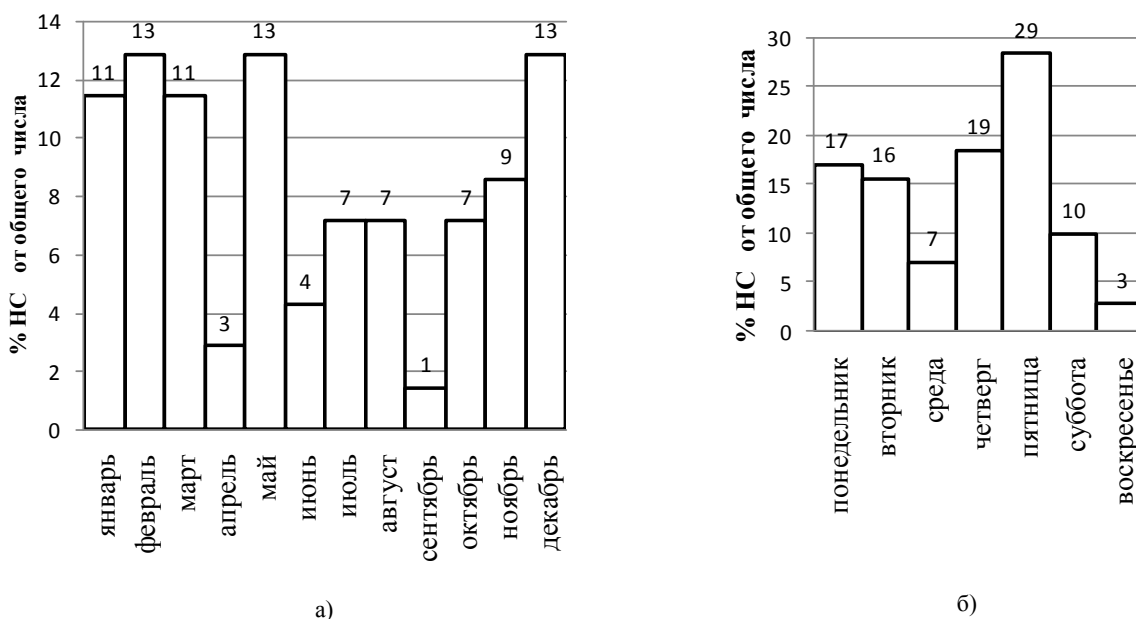 % НС от общего числа
14
12
10
8
6
4
2
0
11
13
11
3
13
4
7
7
1
7
9
13
январь
февраль
март
апрель
май
июнь
июль
август
сентябрь
октябрь
ноябрь
декабрь
а)
% НС от общего числа
30
25
20
15
10
5
0
17
16
7
19
29
10
3
понедельник
вторник
среда
четверг
пятница
суббота
воскресенье
б)